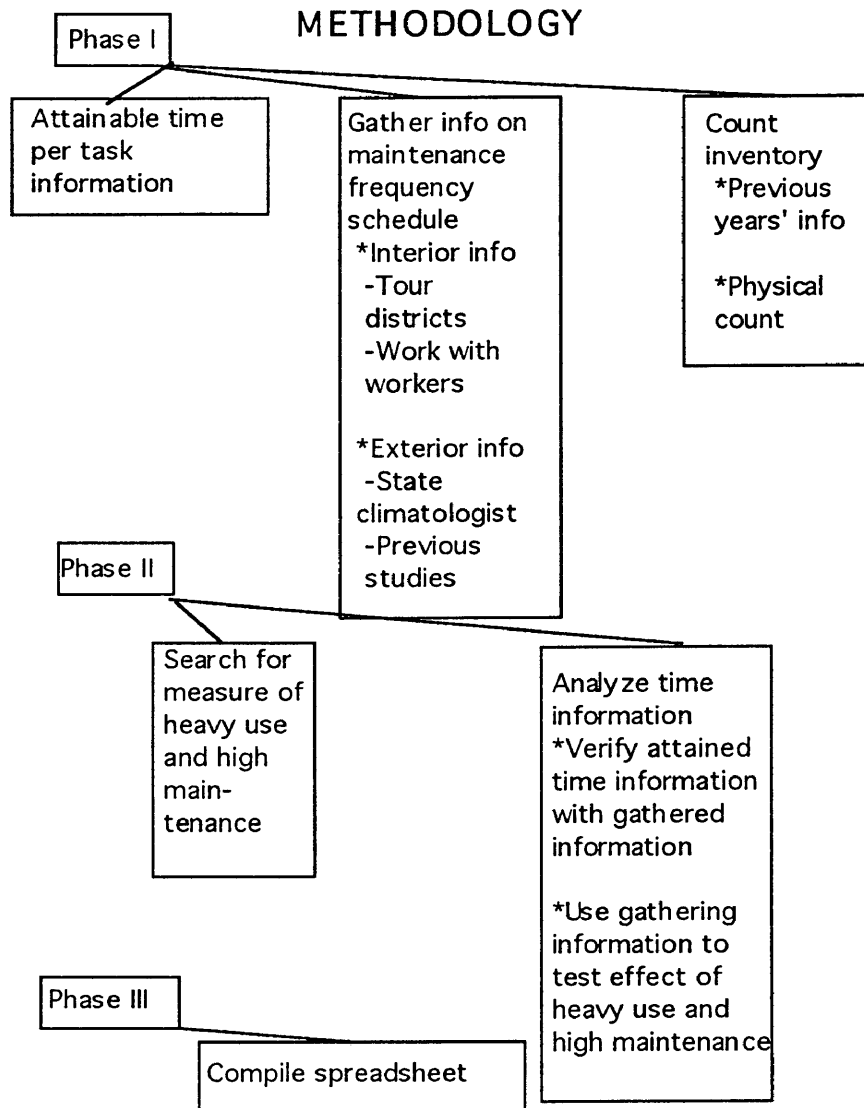 METHODOLOGY
Phase I
Attainable time
per task
information
Gather info on
maintenance
frequency
schedule
*Interior info
-Tour
districts
-Work with
workers
*Exterior info
-State
climatologist
-Previous
studies
Count
inventory
*Previous
years' info
*Physical
count
Phase II
Search for
measure of
heavy use
and high
main-
tenance
Analyze time
information
*Verify attained
time information
with gathered
information
*Use gathering
information to
test effect of
heavy use and
high maintenance
Phase III
Compile spreadsheet